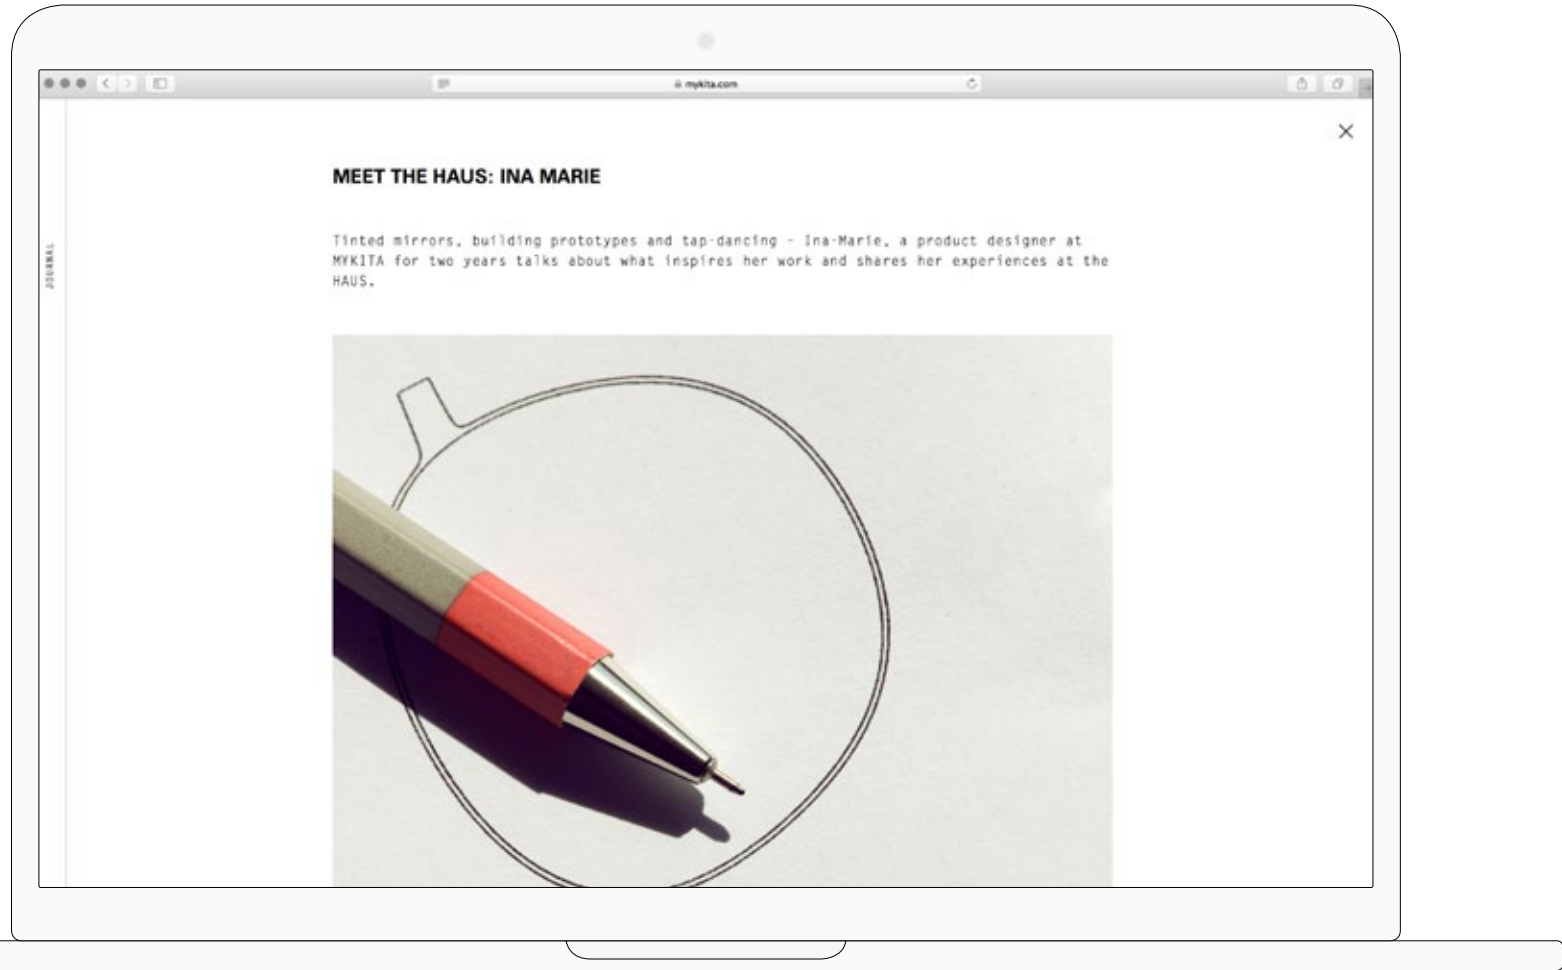 mykita.com
JOURNAL
MEET THE HAUS: INA MARIE
Tinted mirrors, building prototypes and tap-dancing - Ina-Marie, a product designer at
MYKITA for two years talks about what inspires her work and shares her experiences at the
HAUS.